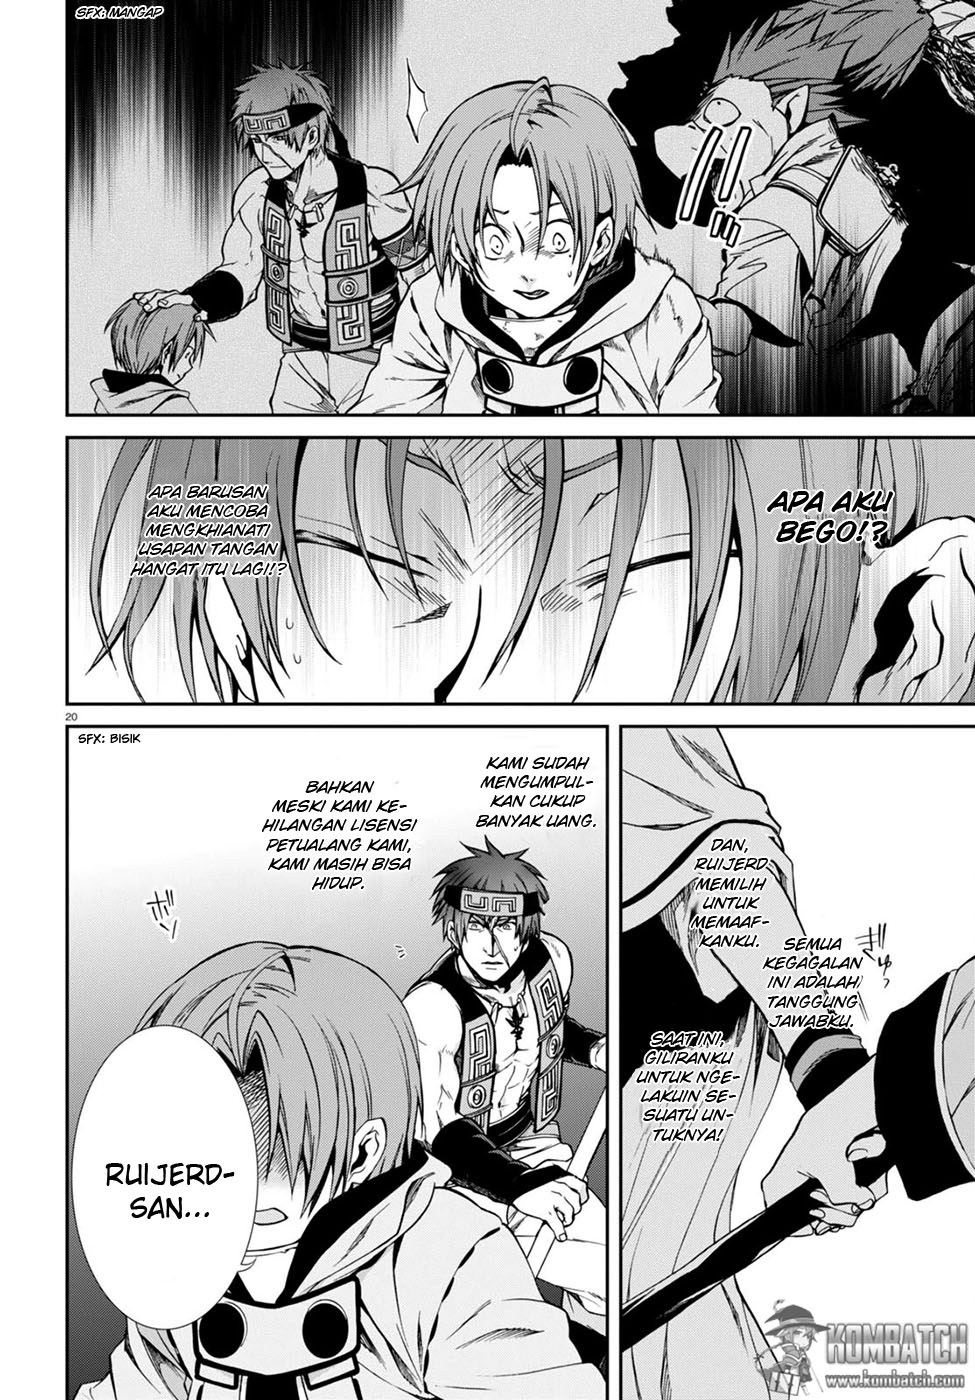 SFX: MANGAP
APA AKU
BEGO!?
APA BARUSAN
AKU MENCOBA
MENGKHIANATI
USAPAN TANGAN
HANGAT ITU LAGI!?
20
DAN,
RUIJERD
MEMILIH
UNTUK
MEMAAF-
KANKU.
SEMUA
KEGAGALAN
INI ADALAH
TANGGUNG
JAWABKU.
SAAT INI,
GILIRANKU
UNTUK NGE-
LAKUIN SE-
SUATU UN-
TUKNYA!
ギュッ
SFX: BISIK
KAMI SUDAH
MENGUMPUL-
KAN CUKUP
BANYAK UANG.
BAHKAN
MESKI KAMI KE-
HILANGAN LISENSI
PETUALANG KAMI,
KAMI MASIH BISA
HIDUP.
RUIJERD-
SAN...
KOMBATCH
www.kombatch.com